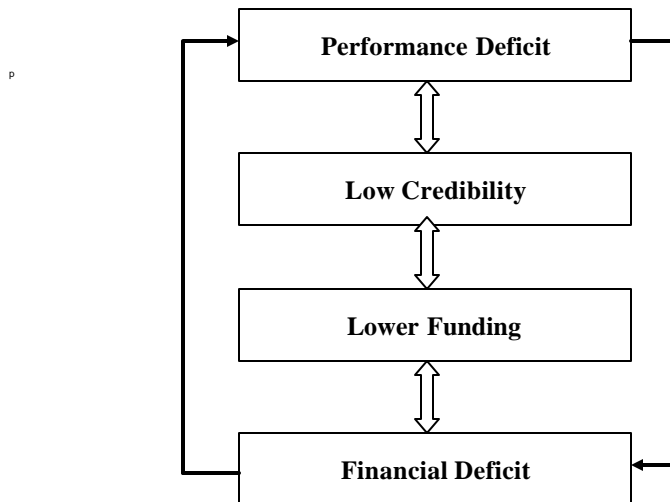 Performance Deficit
p
Low Credibility
Lower Funding
Financial Deficit